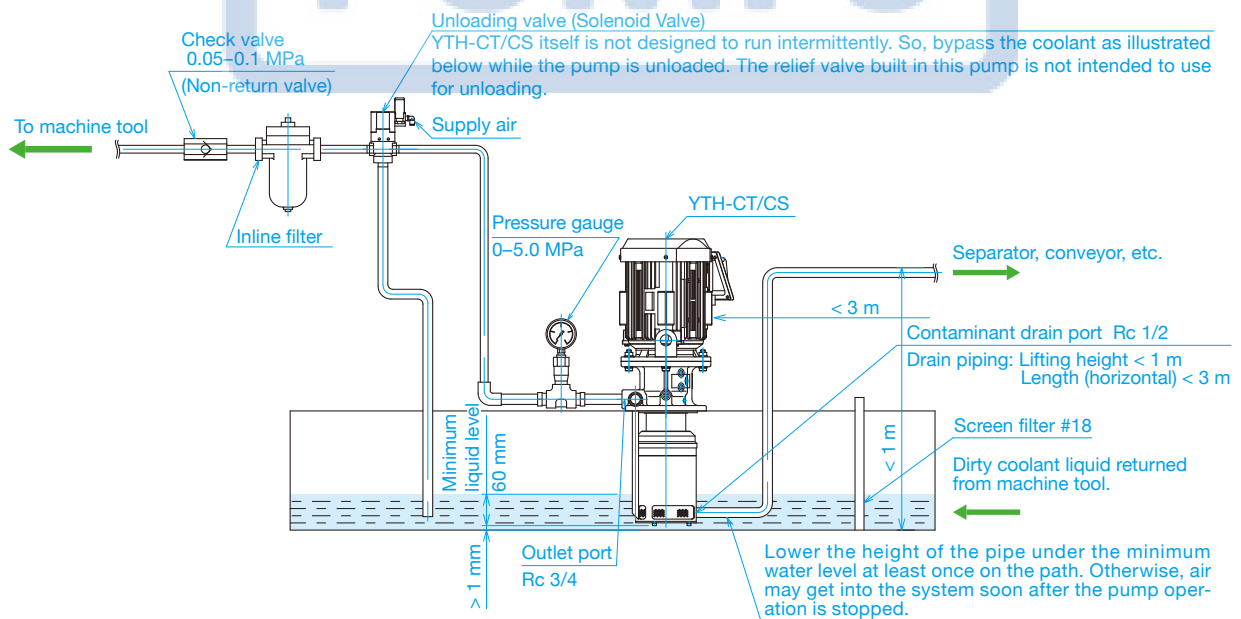 Unloading valve (Solenoid Valve)
YTH-CT/CS itself is not designed to run intermittently. So, bypass the coolant as illustrated
below while the pump is unloaded. The relief valve built in this pump is not intended to use
for unloading.
Check valve
0.05–0.1 MPa
(Non-return valve)
To machine tool
Supply air
Inline filter
Pressure gauge
0–5.0 MPa
YTH-CT/CS
Separator, conveyor, etc.
< 3 m
Contaminant drain port Rc 1/2
Drain piping: Lifting height < 1 m
Length (horizontal) < 3 m
< 1 m
Screen filter #18
Dirty coolant liquid returned
from machine tool.
Minimum
liquid level
60 mm
> 1 mm
Outlet port
Rc 3/4
Lower the height of the pipe under the minimum
water level at least once on the path. Otherwise, air
may get into the system soon after the pump oper-
ation is stopped.